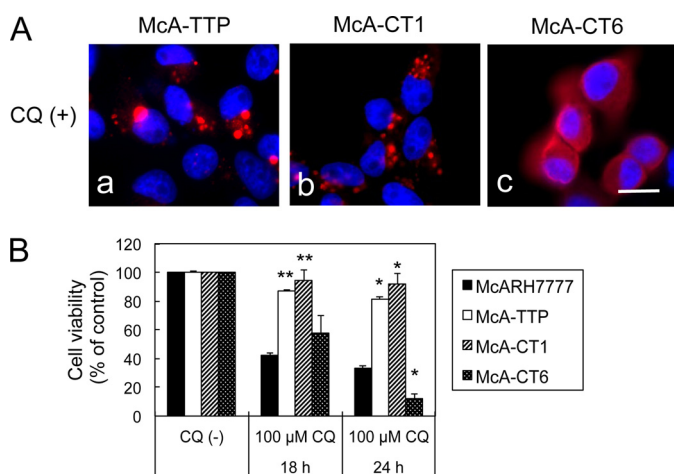 A
McA-TTP
McA-CT1
McA-CT6
CQ (+)
a
b
c
B
Cell viability
(% of control)
120
100
80
60
40
20
0
**
**
*
*
*
CQ (-)
100 μM CQ
100 μM CQ
18 h
24 h
McARH7777
McA-TTP
McA-CT1
McA-CT6